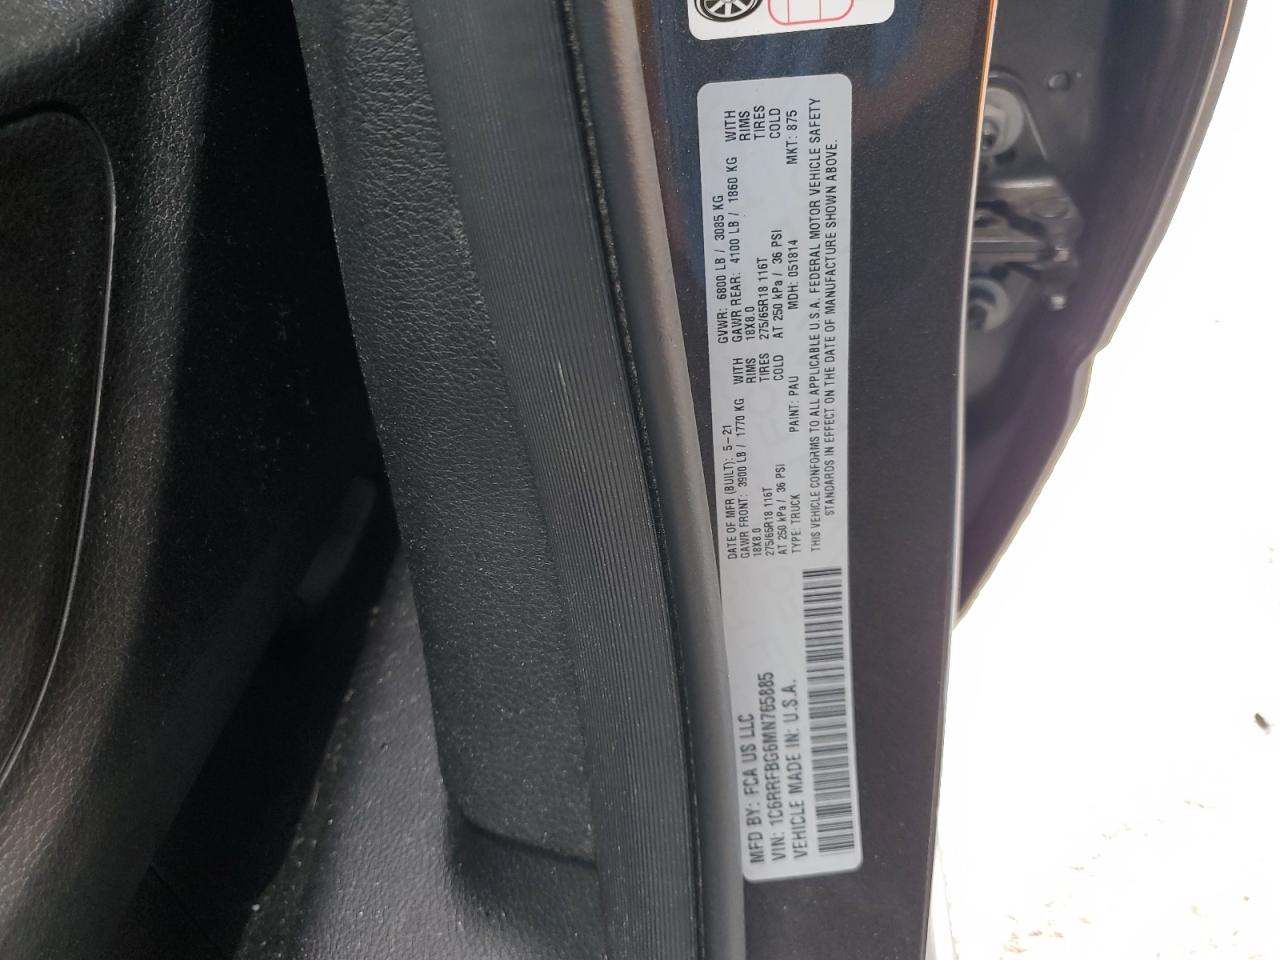 MFD BY: FCA US LLC
VIN: 1C6RRFBG6MN765885
VEHICLE MADE IN: U.S.A.
DATE OF MFR (BUILT): 5-21 GVWR: 6800 LB / 3085 KG
GAWR FRONT: 3900 LB / 1770 KG WITH GAWR REAR: 4100 LB / 1860 KG WITH
18X8.0 RIMS 18X8.0 RIMS
275/65R18 116T TIRES 275/65R18 116T TIRES
AT 250 kPa / 36 PSI COLD AT 250 kPa / 36 PSI COLD
TYPE: TRUCK PAINT: PAU MDH: 051814 MKT: 875
THIS VEHICLE CONFORMS TO ALL APPLICABLE U.S.A. FEDERAL MOTOR VEHICLE SAFETY
STANDARDS IN EFFECT ON THE DATE OF MANUFACTURE SHOWN ABOVE.